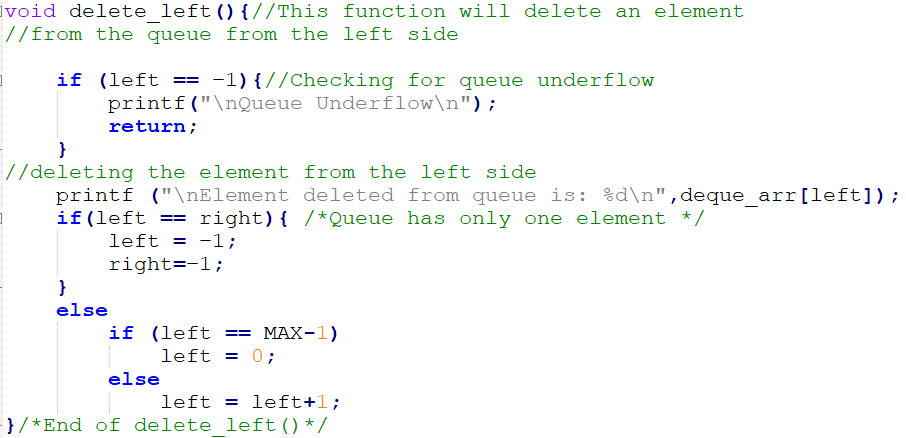 void delete_left(){//This function will delete an element
//from the queue from the left side
if (left == -1){//Checking for queue underflow
printf("\nQueue Underflow\n");
return;
}
//deleting the element from the left side
printf ("\nElement deleted from queue is: %d\n",deque_arr[left]);
if(left == right){ /*Queue has only one element */
left = -1;
right=-1;
}
else
if (left == MAX-1)
left = 0;
else
left = left+1;
}/*End of delete_left()*/